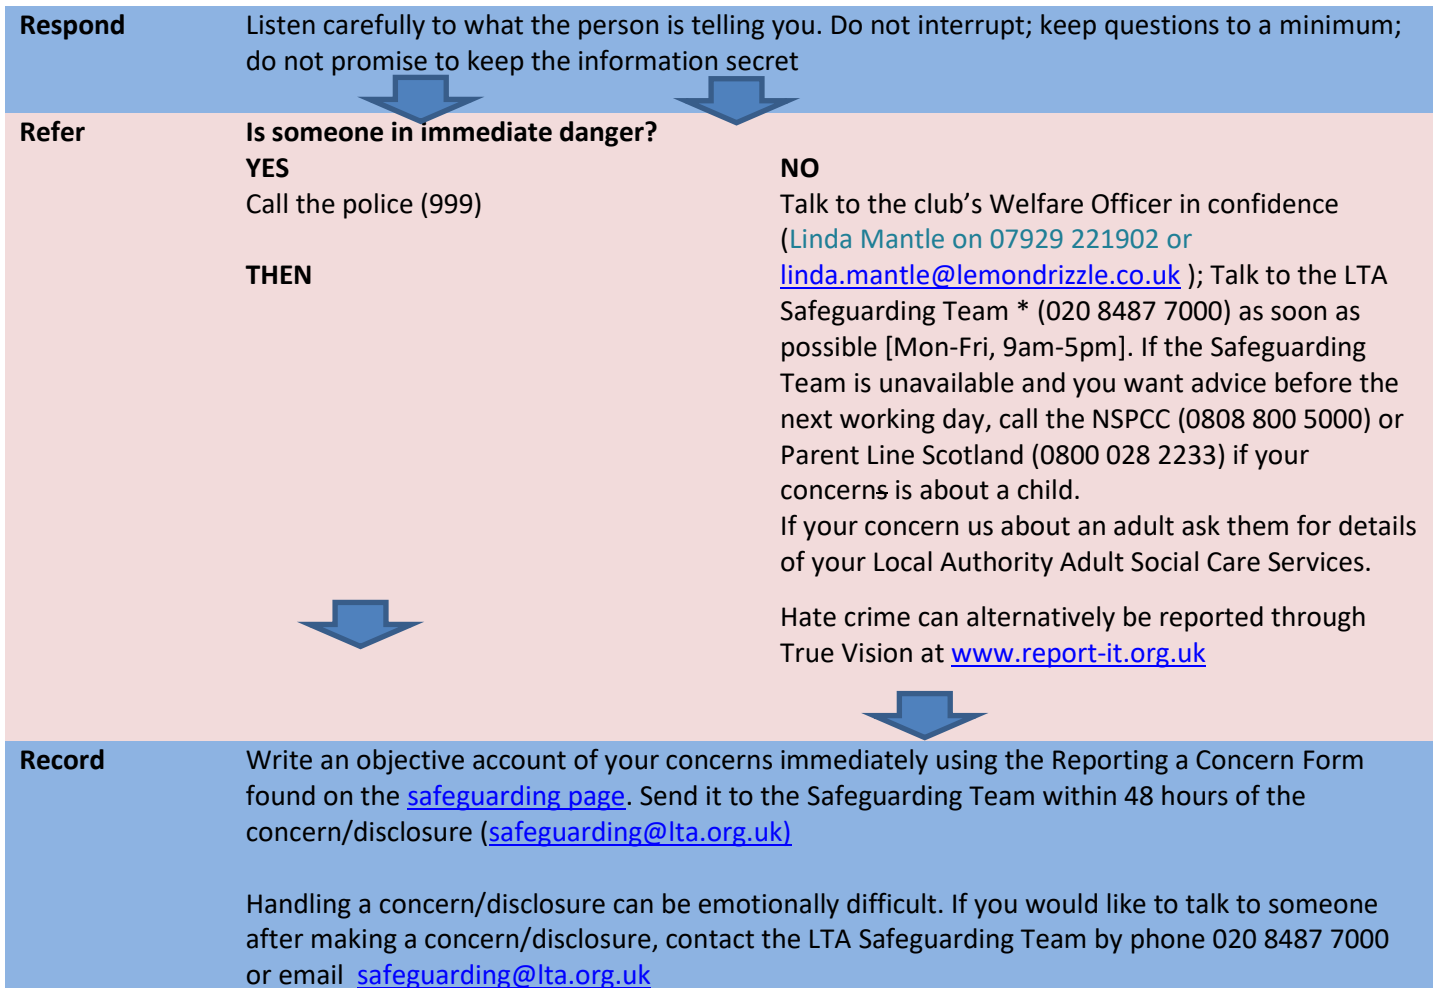 Respond
Listen carefully to what the person is telling you. Do not interrupt; keep questions to a minimum;
do not promise to keep the information secret
Refer
Is someone in immediate danger?
YES
Call the police (999)
THEN
NO
Talk to the club’s Welfare Officer in confidence
(Linda Mantle on 07929 221902 or
linda.mantle@lemondrizzle.co.uk ); Talk to the LTA
Safeguarding Team * (020 8487 7000) as soon as
possible [Mon-Fri, 9am-5pm]. If the Safeguarding
Team is unavailable and you want advice before the
next working day, call the NSPCC (0808 800 5000) or
Parent Line Scotland (0800 028 2233) if your
concerns is about a child.
If your concern us about an adult ask them for details
of your Local Authority Adult Social Care Services.
Hate crime can alternatively be reported through
True Vision at www.report-it.org.uk
Record
Write an objective account of your concerns immediately using the Reporting a Concern Form
found on the safeguarding page. Send it to the Safeguarding Team within 48 hours of the
concern/disclosure (safeguarding@lta.org.uk)
Handling a concern/disclosure can be emotionally difficult. If you would like to talk to someone
after making a concern/disclosure, contact the LTA Safeguarding Team by phone 020 8487 7000
or email safeguarding@lta.org.uk